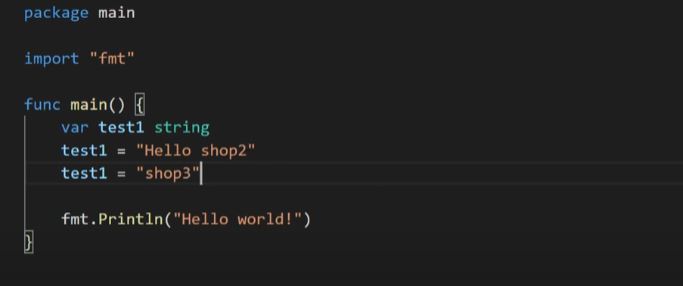 package main
import "fmt"
func main() {
    var test1 string
    test1 = "Hello shop2"
    test1 = "shop3"
    fmt.Println("Hello world!")
}